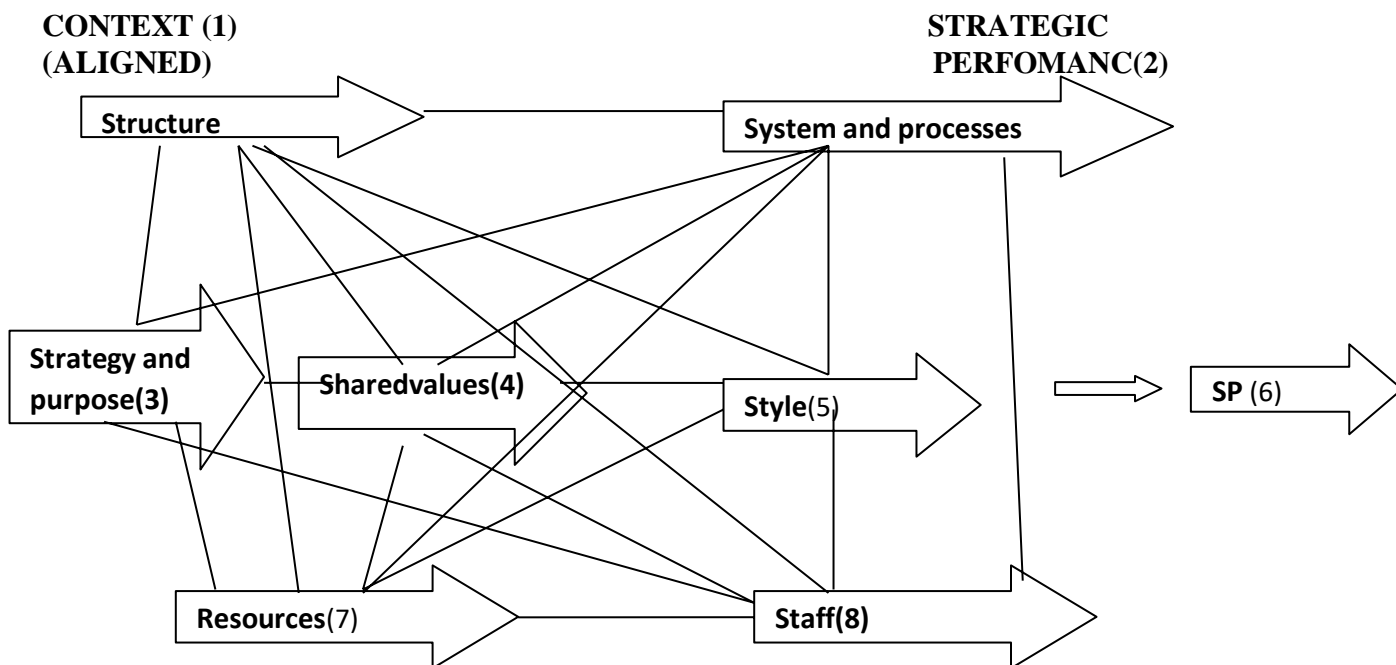 CONTEXT (1)
(ALIGNED)
STRATEGIC
PERFOMANC(2)
Structure
System and processes
Strategy and
purpose(3)
Sharedvalues(4)
Style(5)
SP (6)
Resources(7)
Staff(8)